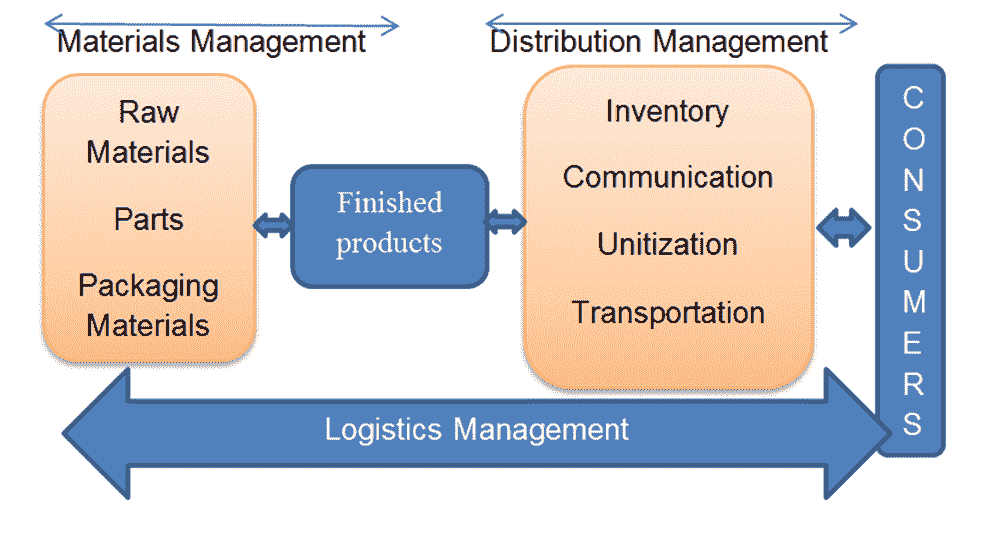 Materials Management
Distribution Management
Raw
Materials
Parts
Packaging
Materials
Finished
products
Inventory
Communication
Unitization
Transportation
CONSUMERS
Logistics Management